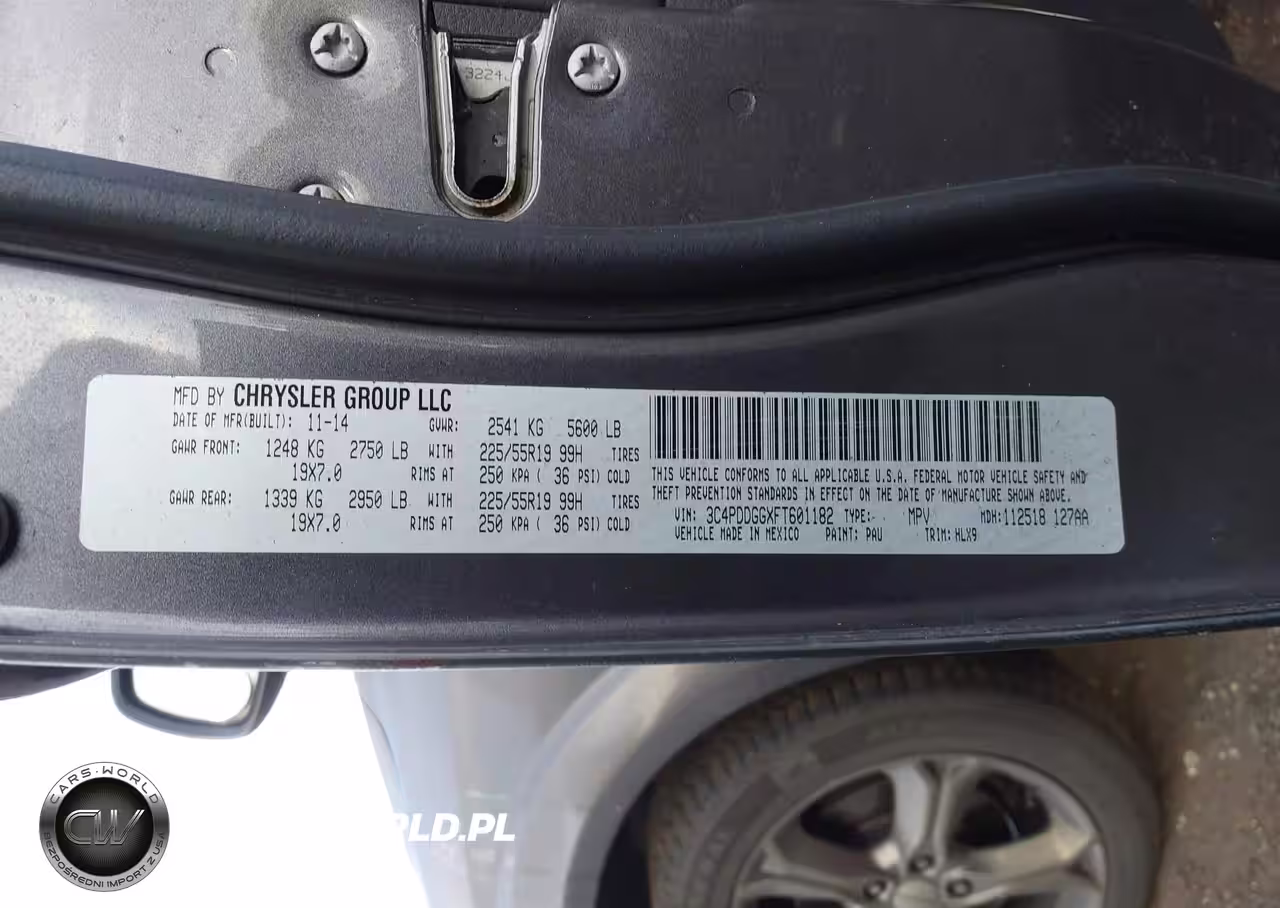 3224
MFD BY CHRYSLER GROUP LLC
DATE OF MFR(BUILT): 11-14 GVWR: 2541 KG 5600 LB
GAWR FRONT: 1248 KG 2750 LB WITH 225/55R19 99H TIRES
19X7.0 RIMS AT 250 KPA ( 36 PSI) COLD
GAWR REAR: 1339 KG 2950 LB WITH 225/55R19 99H TIRES
19X7.0 RIMS AT 250 KPA ( 36 PSI) COLD
THIS VEHICLE CONFORMS TO ALL APPLICABLE U.S.A. FEDERAL MOTOR VEHICLE SAFETY AND
THEFT PREVENTION STANDARDS IN EFFECT ON THE DATE OF MANUFACTURE SHOWN ABOVE.
VIN: 3C4PDDGGXFT601182 TYPE: MPV MDH: 112518 127AA
VEHICLE MADE IN MEXICO PAINT: PAU TRIM: HLX9
CARS-WORLD
CW
BEZPOŚREDNI IMPORT Z USA
RLD.PL